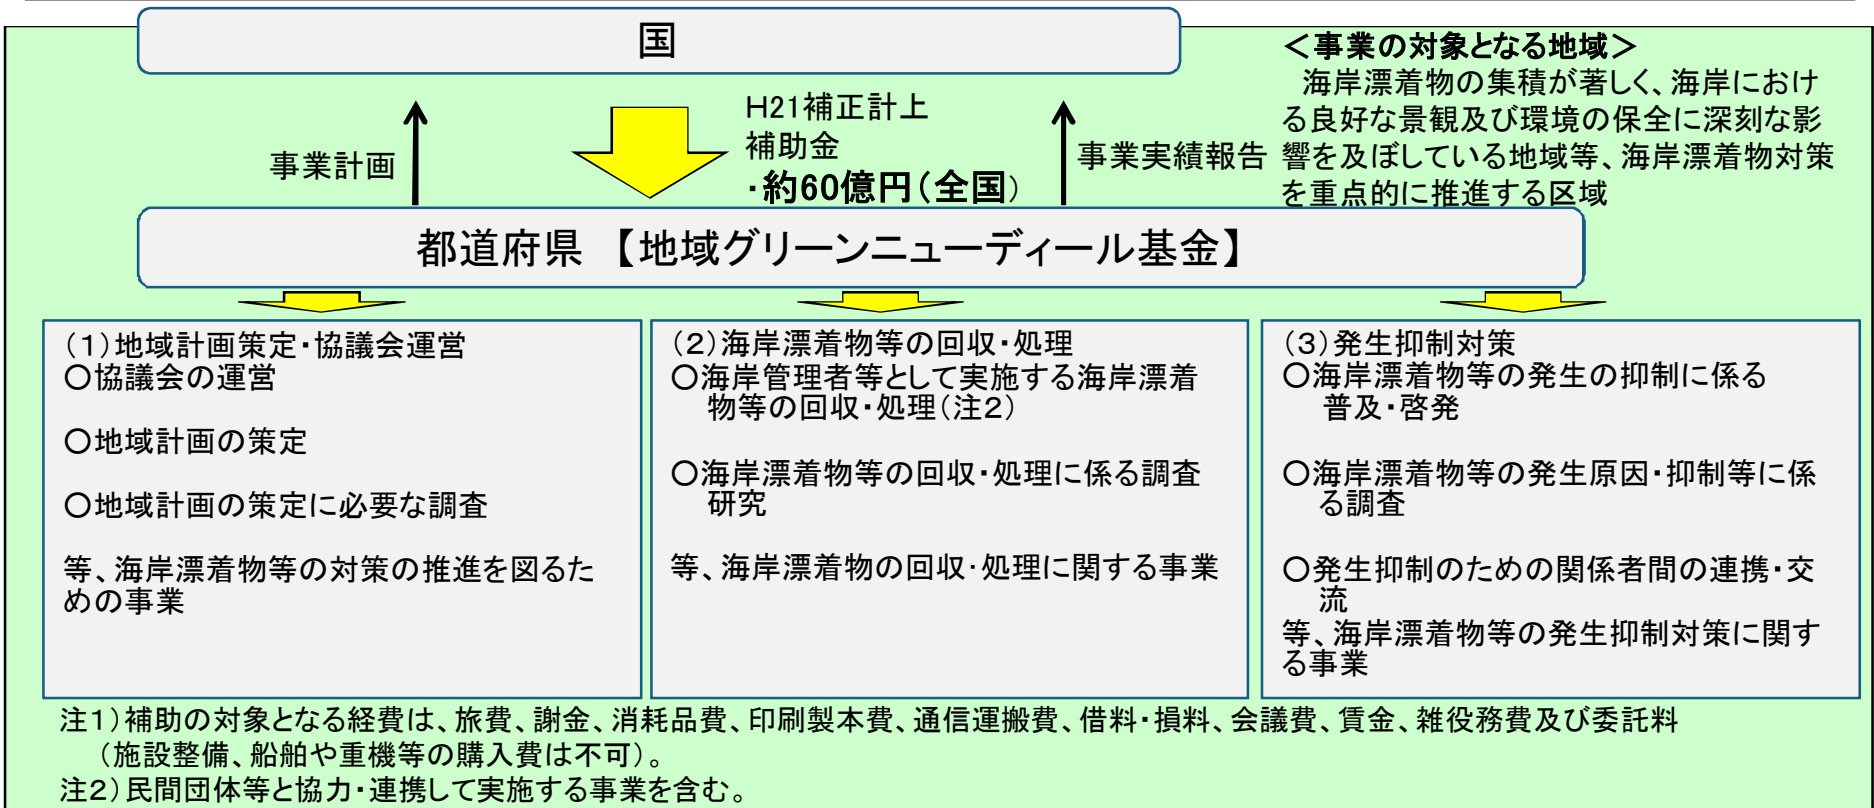 国
＜事業の対象となる地域＞
海岸漂着物の集積が著しく、海岸におけ
る良好な景観及び環境の保全に深刻な影
響を及ぼしている地域等、海岸漂着物対策
を重点的に推進する区域
事業計画
H21補正計上
補助金
・約60億円（全国）
事業実績報告
都道府県 【地域グリーンニューディール基金】
（１）地域計画策定・協議会運営
○協議会の運営
○地域計画の策定
○地域計画の策定に必要な調査
等、海岸漂着物等の対策の推進を図るた
めの事業
（２）海岸漂着物等の回収・処理
○海岸管理者等として実施する海岸漂着
物等の回収・処理（注２）
○海岸漂着物等の回収・処理に係る調査
研究
等、海岸漂着物の回収・処理に関する事業
（３）発生抑制対策
○海岸漂着物等の発生の抑制に係る
普及・啓発
○海岸漂着物等の発生原因・抑制等に係
る調査
○発生抑制のための関係者間の連携・交
流
等、海岸漂着物等の発生抑制対策に関す
る事業
注１）補助の対象となる経費は、旅費、謝金、消耗品費、印刷製本費、通信運搬費、借料・損料、会議費、賃金、雑役務費及び委託料
（施設整備、船舶や重機等の購入費は不可）。
注２）民間団体等と協力・連携して実施する事業を含む。